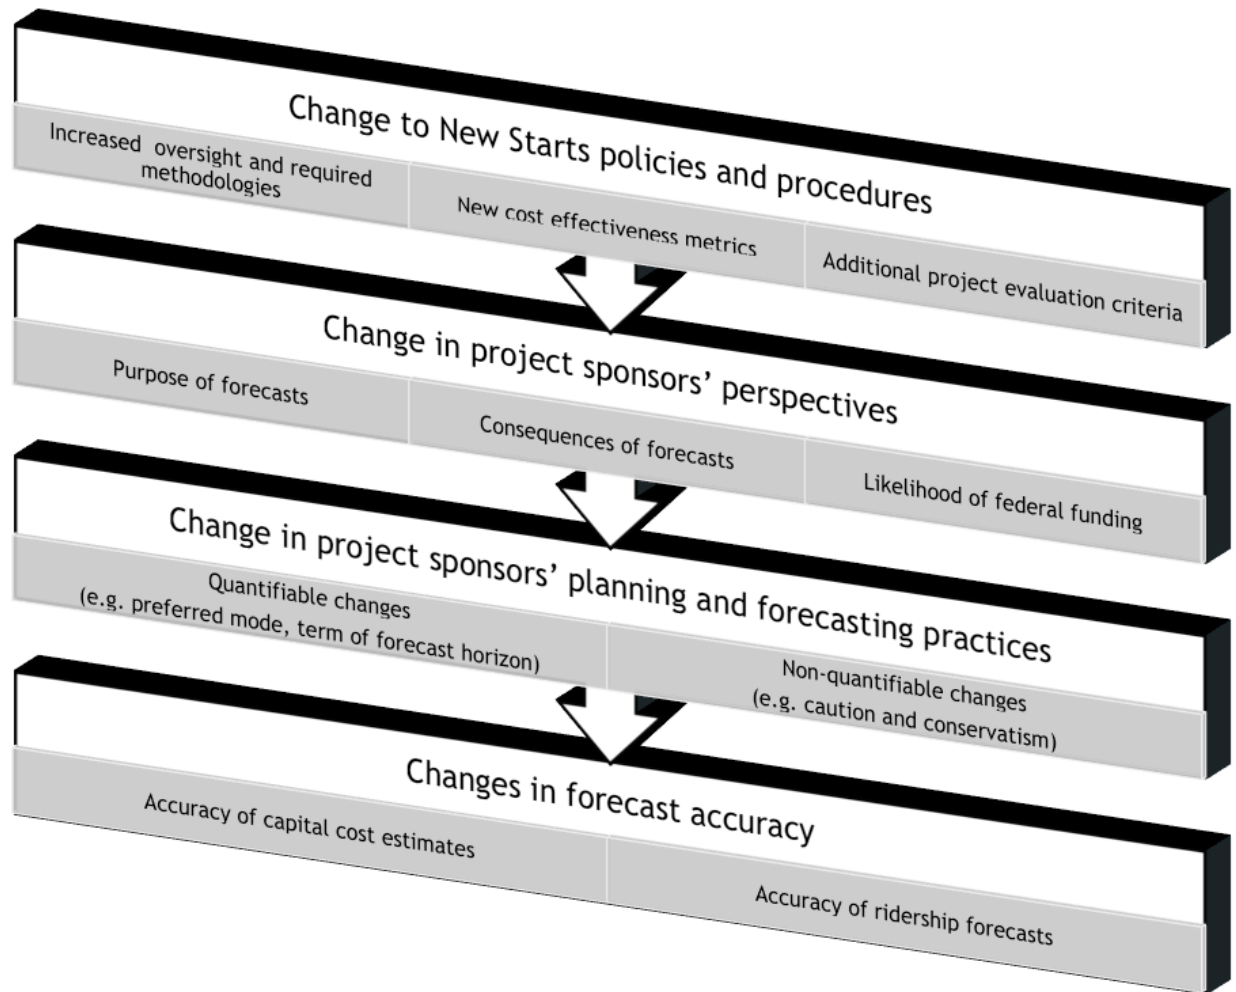 Change to New Starts policies and procedures
Increased oversight and required
methodologies
New cost effectiveness metrics
Additional project evaluation criteria
Change in project sponsors’ perspectives
Purpose of forecasts
Consequences of forecasts
Likelihood of federal funding
Change in project sponsors’ planning and forecasting practices
Quantifiable changes
(e.g. preferred mode, term of forecast horizon)
Non-quantifiable changes
(e.g. caution and conservatism)
Changes in forecast accuracy
Accuracy of capital cost estimates
Accuracy of ridership forecasts